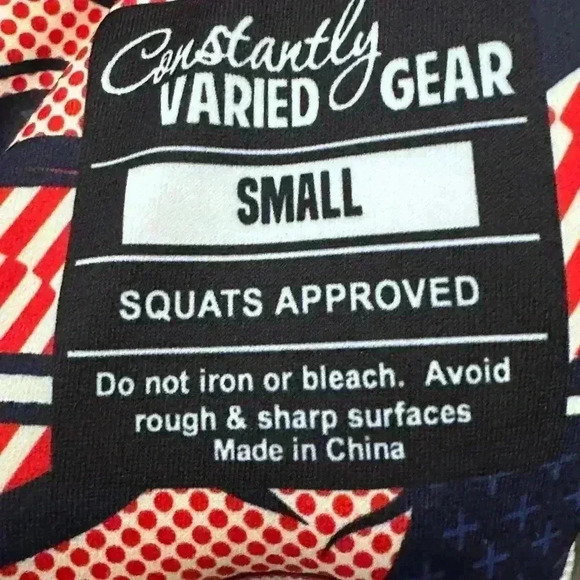 Constantly
VARIED GEAR
SMALL
SQUATS APPROVED
Do not iron or bleach. Avoid
rough & sharp surfaces
Made in China